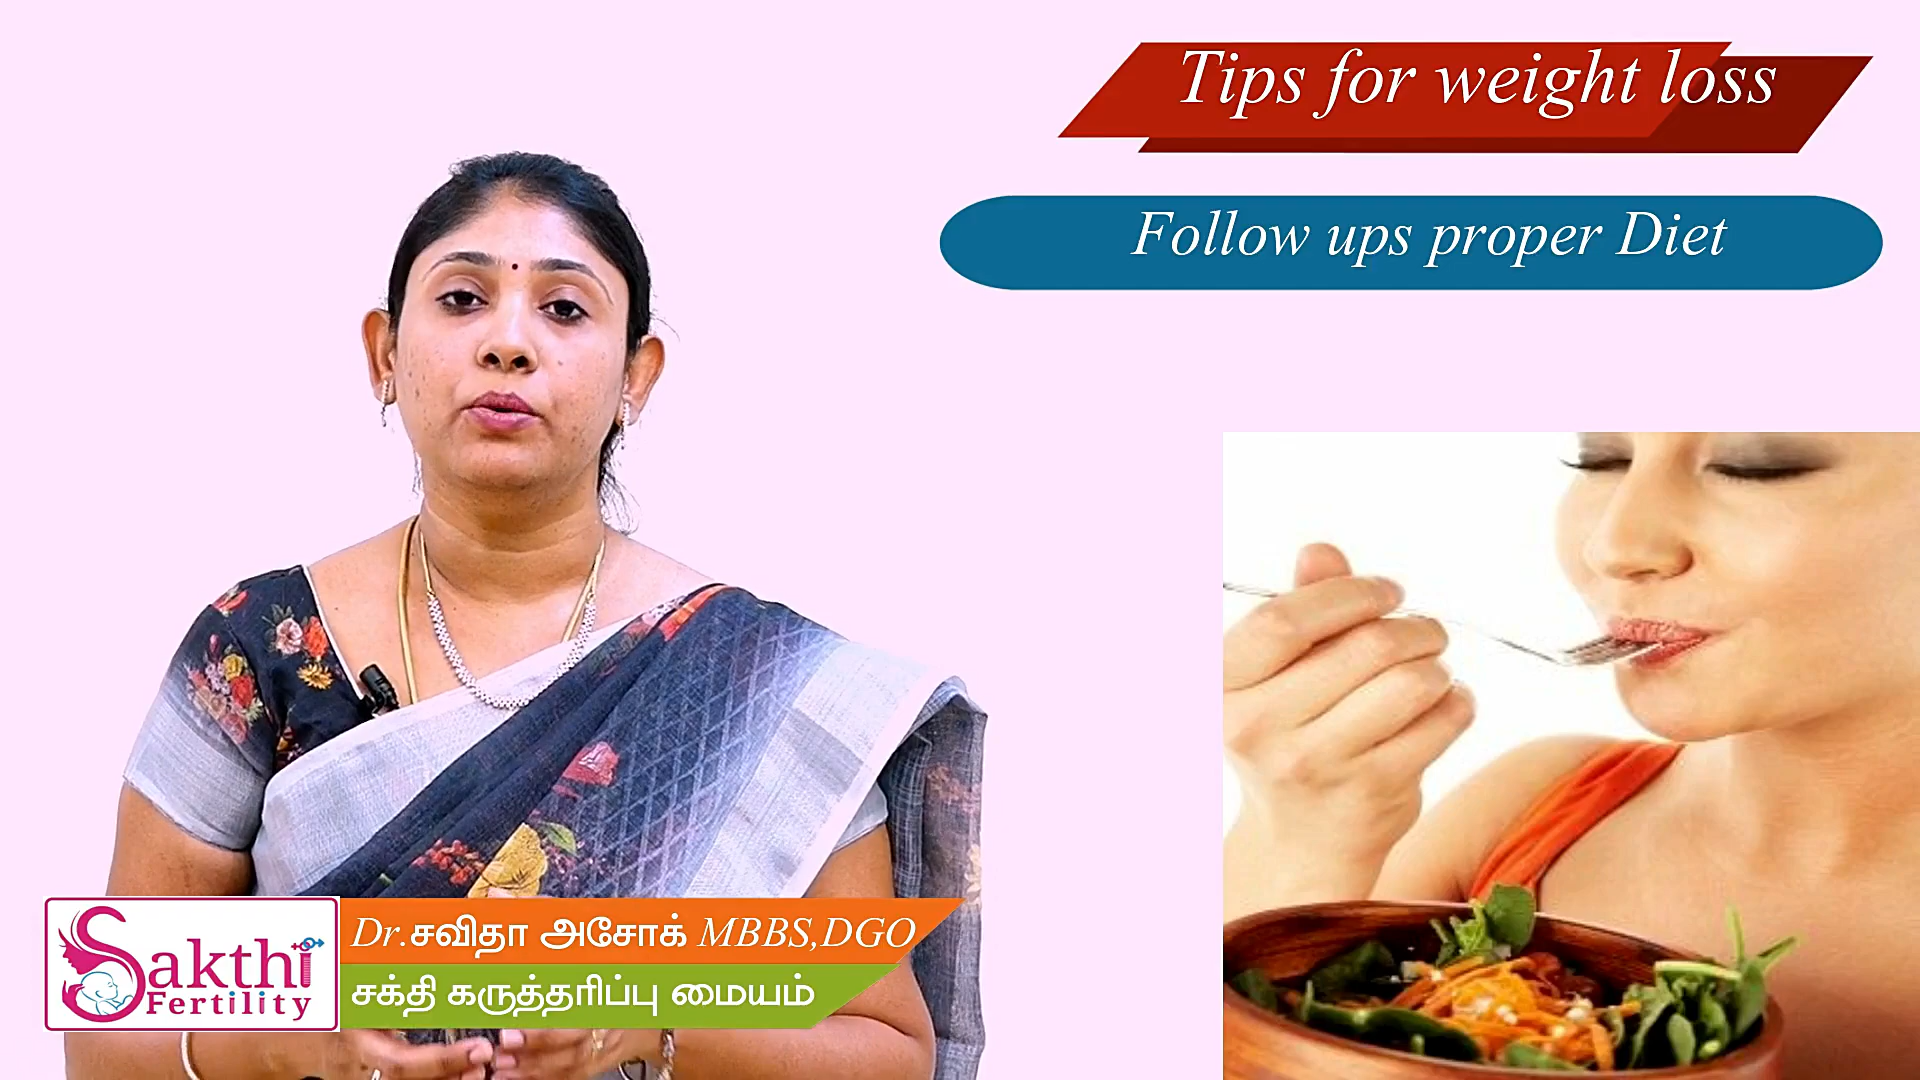 Tips for weight loss
Follow ups proper Diet
Sakthi
Fertility
Dr.சவிதா அசோக் MBBS,DGO
சக்தி கருத்தரிப்பு மையம்